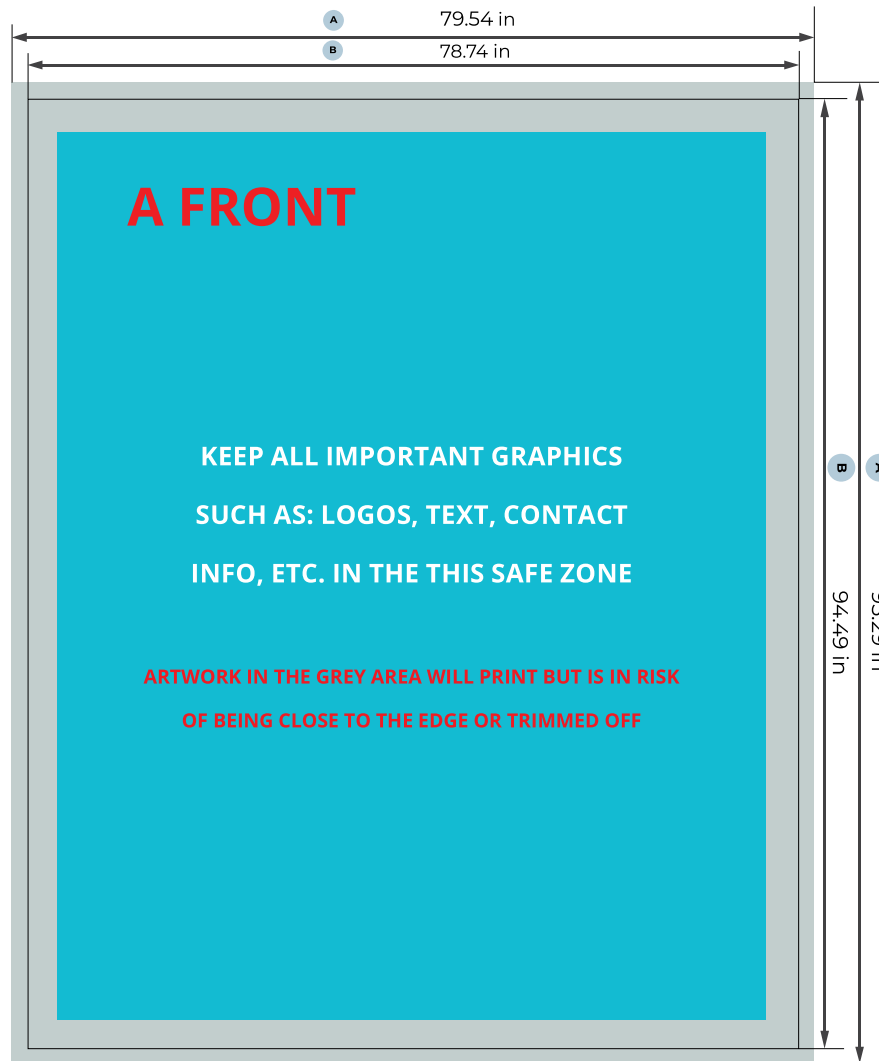 A 79.54 in
B 78.74 in
A FRONT
KEEP ALL IMPORTANT GRAPHICS
SUCH AS: LOGOS, TEXT, CONTACT
INFO, ETC. IN THE THIS SAFE ZONE
ARTWORK IN THE GREY AREA WILL PRINT BUT IS IN RISK
OF BEING CLOSE TO THE EDGE OR TRIMMED OFF
B 94.49 in
A